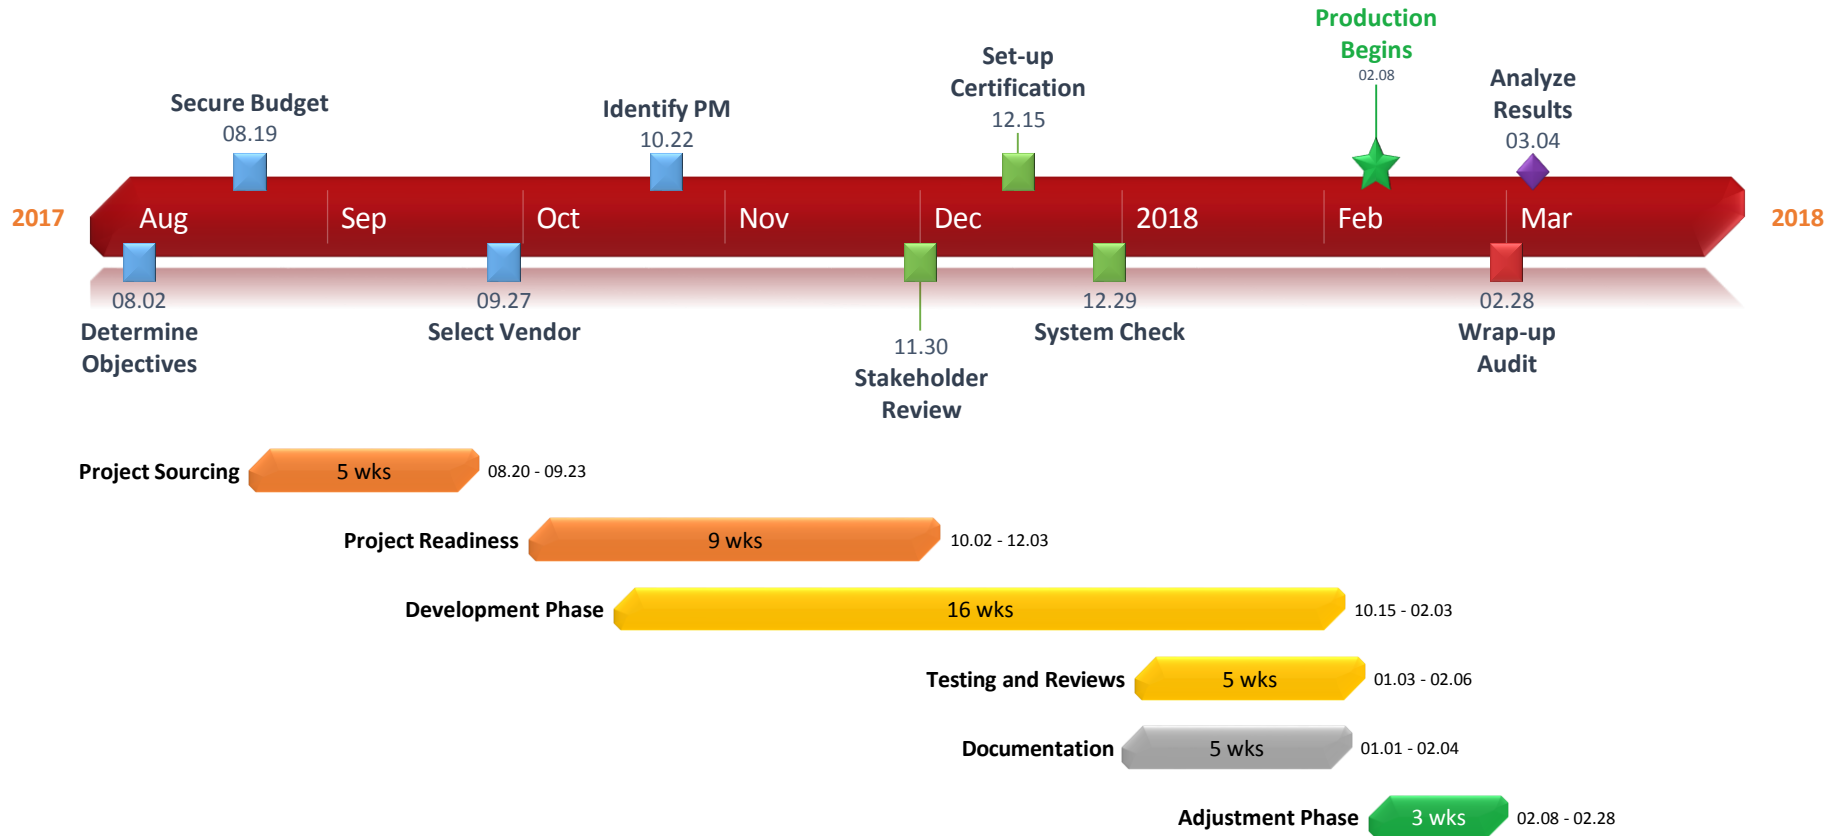 Production
Begins
02.08
Set-up
Certification
12.15
Analyze
Results
03.04
Secure Budget
08.19
Identify PM
10.22
2017
Aug
Sep
Oct
Nov
Dec
2018
Feb
Mar
2018
08.02
Determine
Objectives
09.27
Select Vendor
11.30
Stakeholder
Review
12.29
System Check
02.28
Wrap-up
Audit
Project Sourcing
5 wks
08.20 - 09.23
Project Readiness
9 wks
10.02 - 12.03
Development Phase
16 wks
10.15 - 02.03
Testing and Reviews
5 wks
01.03 - 02.06
Documentation
5 wks
01.01 - 02.04
Adjustment Phase
3 wks
02.08 - 02.28